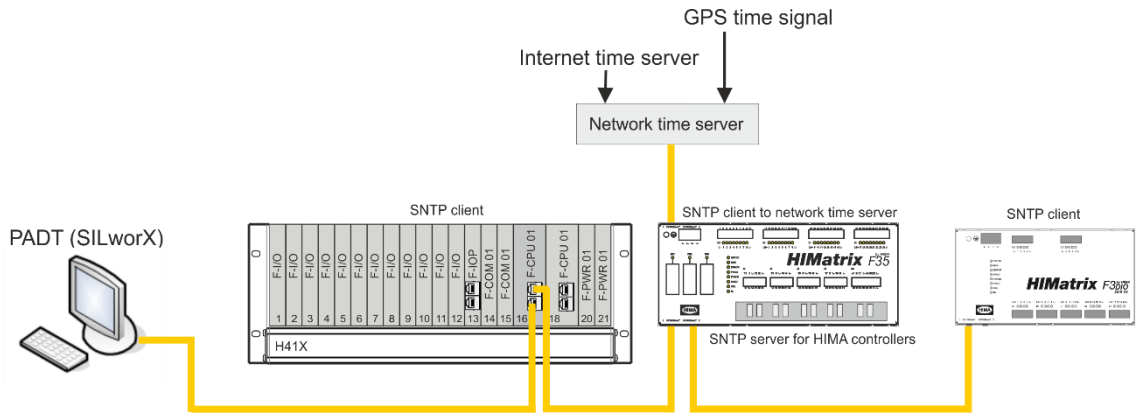 GPS time signal
Internet time server
Network time server
SNTP client
SNTP client to network time server
SNTP client
PADT (SILworX)
F-I/O
F-I/O
F-I/O
F-I/O
F-I/O
F-I/O
F-I/O
F-I/O
F-I/O
F-I/O
F-I/O
F-I/O
F-IOP
F-COM 01
F-COM 01
F-CPU 01
F-CPU 01
F-PWR 01
F-PWR 01
1 2 3 4 5 6 7 8 9 10 11 12 13 14 15 16 18 20 21
H41X
HIMatrix F35
HIMA
SNTP server for HIMA controllers
HIMatrix F3
HIMA